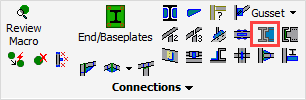 Review
Macro
End/Baseplates
Gusset
Connections